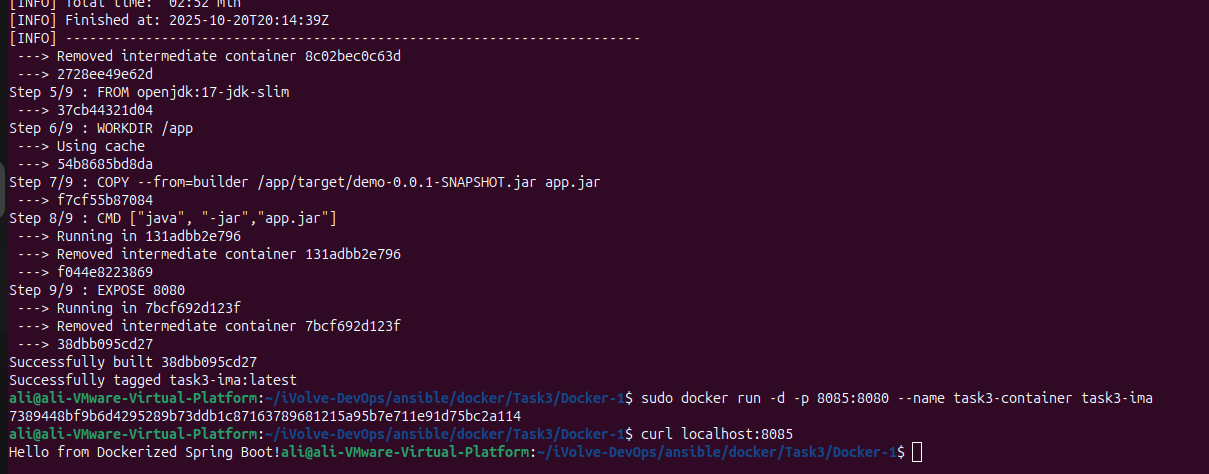 [INFO] Total time:  02:52 min
[INFO] Finished at: 2025-10-20T20:14:39Z
[INFO] ------------------------------------------------------------------------
 ---> Removed intermediate container 8c02bec0c63d
 ---> 2728ee49e62d
Step 5/9 : FROM openjdk:17-jdk-slim
 ---> 37cb44321d04
Step 6/9 : WORKDIR /app
 ---> Using cache
 ---> 54b8685bd8da
Step 7/9 : COPY --from=builder /app/target/demo-0.0.1-SNAPSHOT.jar app.jar
 ---> f7cf55b87084
Step 8/9 : CMD ["java", "-jar","app.jar"]
 ---> Running in 131adbb2e796
 ---> Removed intermediate container 131adbb2e796
 ---> f044e8223869
Step 9/9 : EXPOSE 8080
 ---> Running in 7bcf692d123f
 ---> Removed intermediate container 7bcf692d123f
 ---> 38dbb095cd27
Successfully built 38dbb095cd27
Successfully tagged task3-ima:latest
ali@ali-VMware-Virtual-Platform:~/iVolve-DevOps/ansible/docker/Task3/Docker-1$ sudo docker run -d -p 8085:8080 --name task3-container task3-ima
7389448bf9b6d4295289b73ddb1c87163789681215a95b7e711e91d75bc2a114
ali@ali-VMware-Virtual-Platform:~/iVolve-DevOps/ansible/docker/Task3/Docker-1$ curl localhost:8085
Hello from Dockerized Spring Boot!ali@ali-VMware-Virtual-Platform:~/iVolve-DevOps/ansible/docker/Task3/Docker-1$